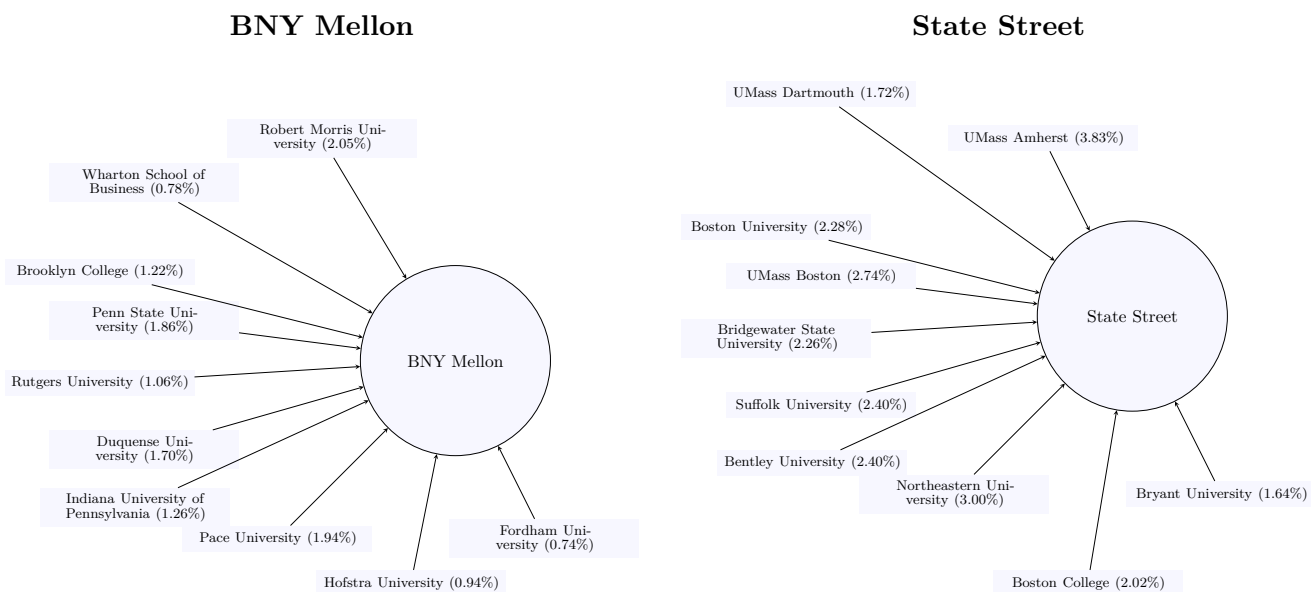 BNY Mellon
Robert Morris Uni-
versity (2.05%)
Wharton School of
Business (0.78%)
Brooklyn College (1.22%)
Penn State Uni-
versity (1.86%)
Rutgers University (1.06%)
Duquense Uni-
versity (1.70%)
Indiana University of
Pennsylvania (1.26%)
Pace University (1.94%)
Hofstra University (0.94%)
Fordham Uni-
versity (0.74%)
BNY Mellon
State Street
UMass Dartmouth (1.72%)
UMass Amherst (3.83%)
Boston University (2.28%)
UMass Boston (2.74%)
Bridgewater State
University (2.26%)
Suffolk University (2.40%)
Bentley University (2.40%)
Northeastern Uni-
versity (3.00%)
Boston College (2.02%)
Bryant University (1.64%)
State Street